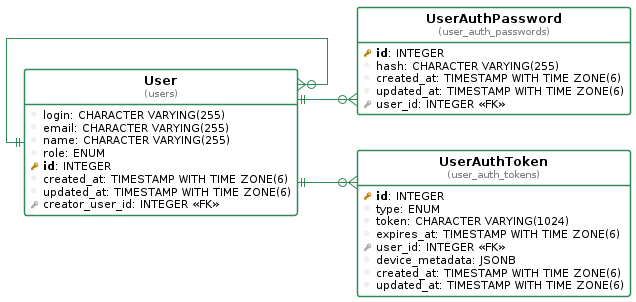 User
(users)
login: CHARACTER VARYING(255)
email: CHARACTER VARYING(255)
name: CHARACTER VARYING(255)
role: ENUM
id: INTEGER
created_at: TIMESTAMP WITH TIME ZONE(6)
updated_at: TIMESTAMP WITH TIME ZONE(6)
creator_user_id: INTEGER «FK»
UserAuthPassword
(user_auth_passwords)
id: INTEGER
hash: CHARACTER VARYING(255)
created_at: TIMESTAMP WITH TIME ZONE(6)
updated_at: TIMESTAMP WITH TIME ZONE(6)
user_id: INTEGER «FK»
UserAuthToken
(user_auth_tokens)
id: INTEGER
type: ENUM
token: CHARACTER VARYING(1024)
expires_at: TIMESTAMP WITH TIME ZONE(6)
user_id: INTEGER «FK»
device_metadata: JSONB
created_at: TIMESTAMP WITH TIME ZONE(6)
updated_at: TIMESTAMP WITH TIME ZONE(6)